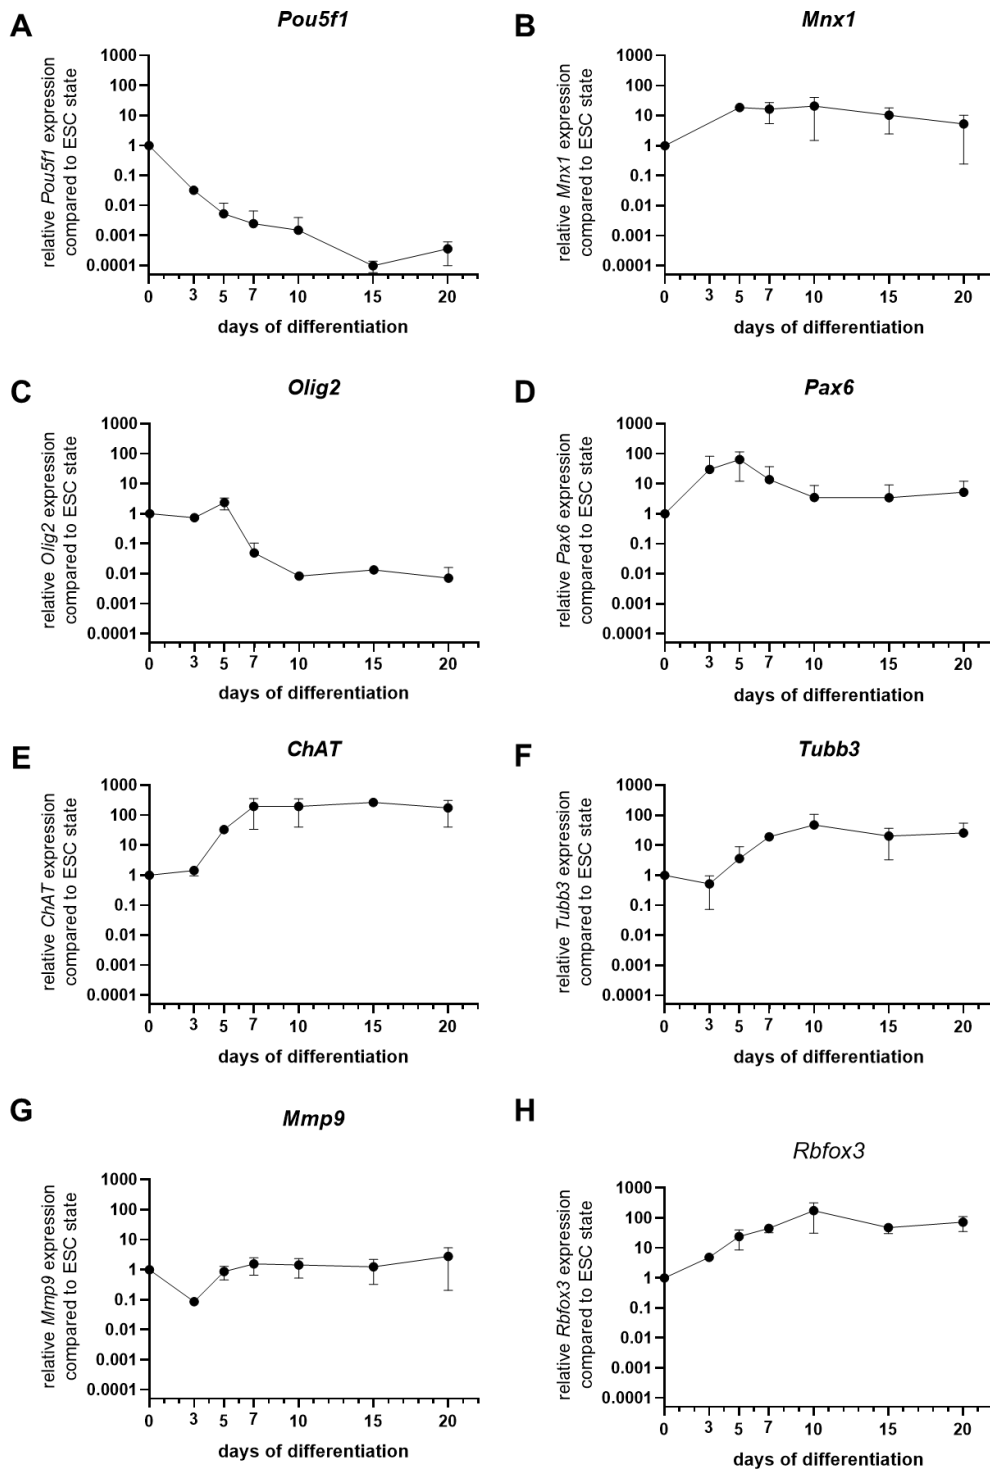 A
Pou5f1
relative Pou5f1 expression
compared to ESC state
1000
100
10
1
0.1
0.01
0.001
0.0001
0 3 5 7 10 15 20
days of differentiation
B
Mnx1
relative Mnx1 expression
compared to ESC state
1000
100
10
1
0.1
0.01
0.001
0.0001
0 3 5 7 10 15 20
days of differentiation
C
Olig2
relative Olig2 expression
compared to ESC state
1000
100
10
1
0.1
0.01
0.001
0.0001
0 3 5 7 10 15 20
days of differentiation
D
Pax6
relative Pax6 expression
compared to ESC state
1000
100
10
1
0.1
0.01
0.001
0.0001
0 3 5 7 10 15 20
days of differentiation
E
ChAT
relative ChAT expression
compared to ESC state
1000
100
10
1
0.1
0.01
0.001
0.0001
0 3 5 7 10 15 20
days of differentiation
F
Tubb3
relative Tubb3 expression
compared to ESC state
1000
100
10
1
0.1
0.01
0.001
0.0001
0 3 5 7 10 15 20
days of differentiation
G
Mmp9
relative Mmp9 expression
compared to ESC state
1000
100
10
1
0.1
0.01
0.001
0.0001
0 3 5 7 10 15 20
days of differentiation
H
Rbfox3
relative Rbfox3 expression
compared to ESC state
1000
100
10
1
0.1
0.01
0.001
0.0001
0 3 5 7 10 15 20
days of differentiation